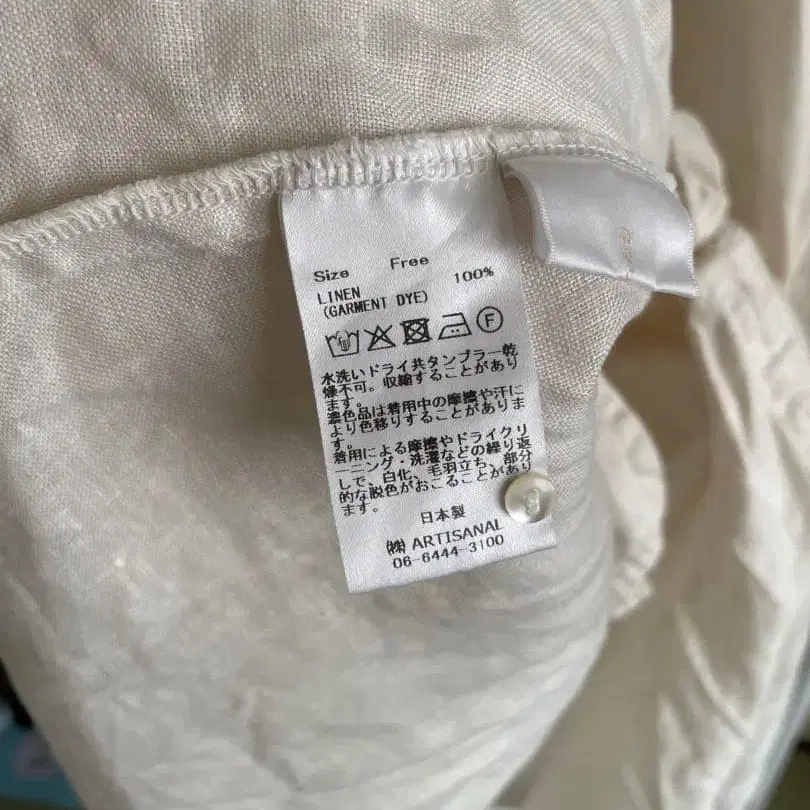 Size Free
LINEN 100%
(GARMENT DYE)
F
水洗いドライ共タンブラー乾
燥不可。収縮することがあり
ます。
濃色品は着用中の摩擦や汗に
より色移りすることがありま
す。
着用による摩擦やドライクリ
ーニング・洗濯などの繰り返
しで、白化、毛羽立ち、部分
的な脱色がおこることがあり
ます。
日本製
㈱ ARTISANAL
06-6444-3100